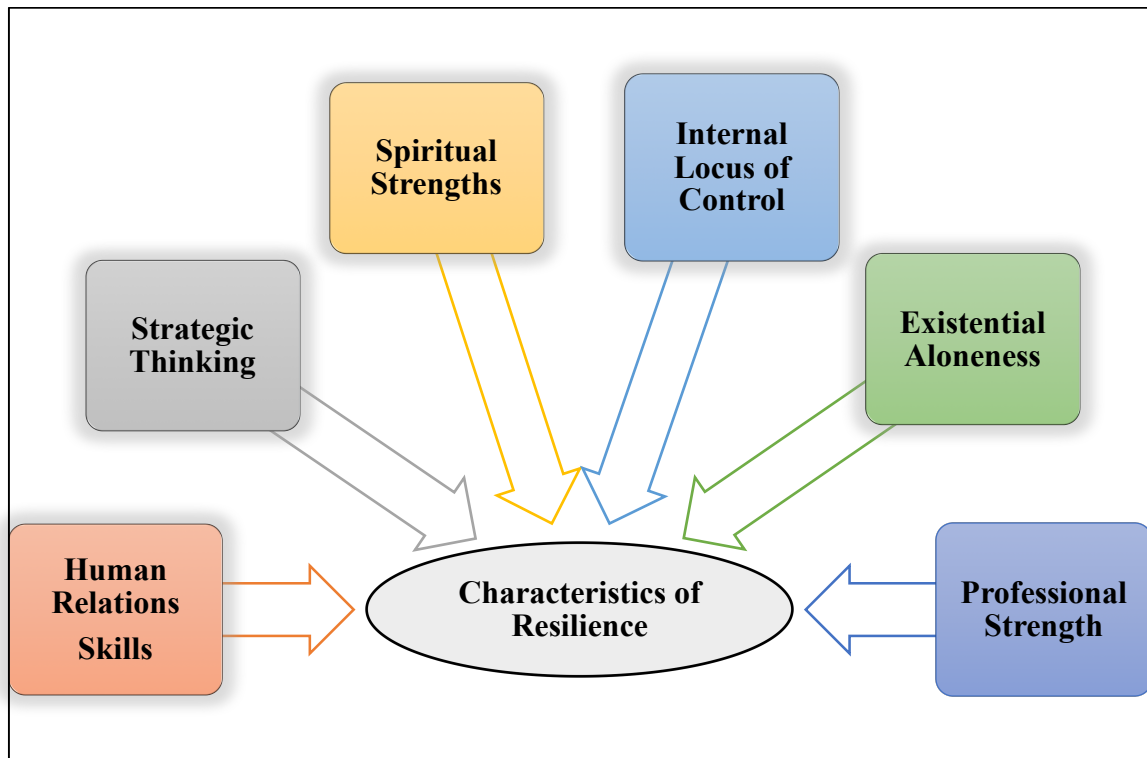 Spiritual
Strengths
Internal
Locus of
Control
Strategic
Thinking
Existential
Aloneness
Human
Relations
Skills
Characteristics of
Resilience
Professional
Strength